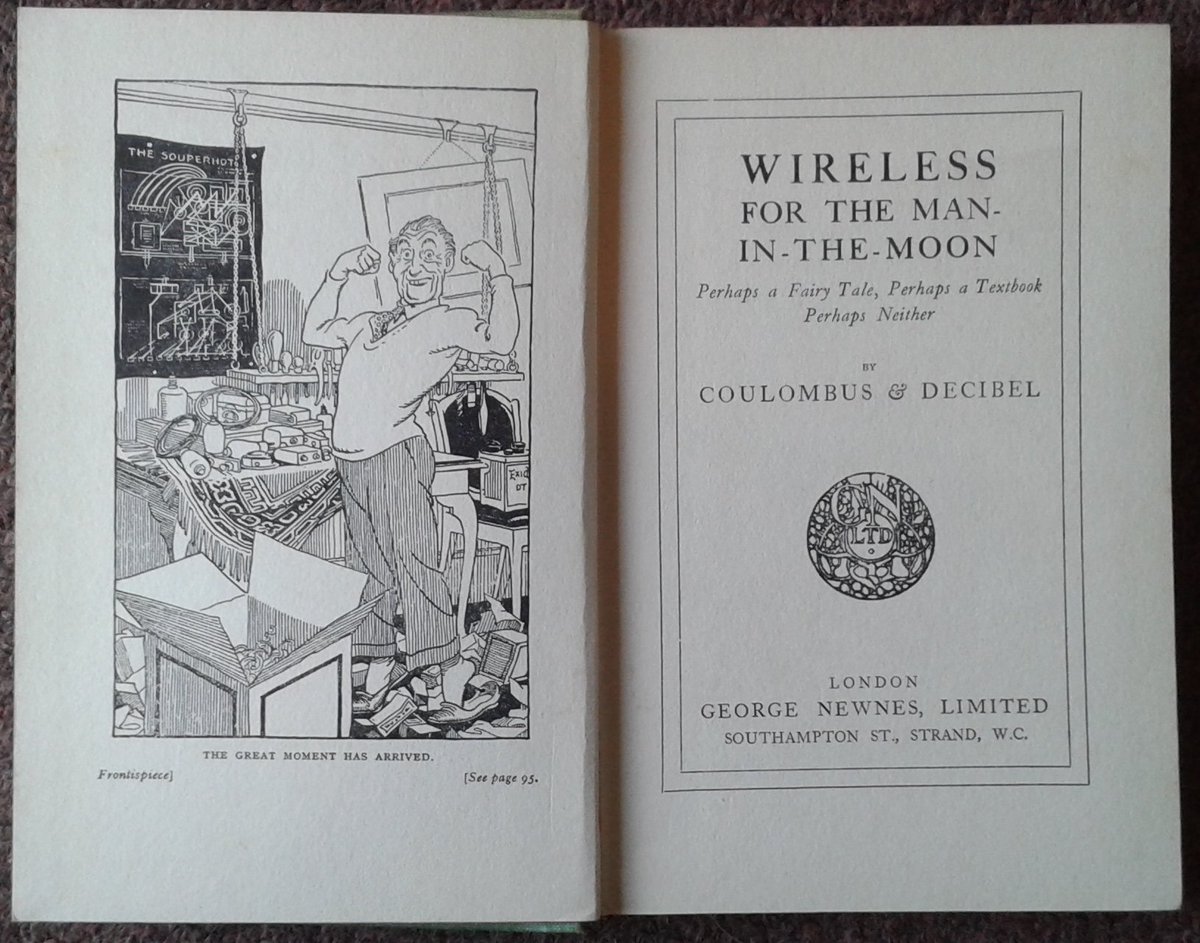 THE SOUPERHOT
THE GREAT MOMENT HAS ARRIVED.
Frontispiece]
[See page 95.
WIRELESS
FOR THE MAN-
IN-THE-MOON
Perhaps a Fairy Tale, Perhaps a Textbook
Perhaps Neither
BY
COULOMBUS & DECIBEL
GN
LTD
LONDON
GEORGE NEWNES, LIMITED
SOUTHAMPTON ST., STRAND, W.C.